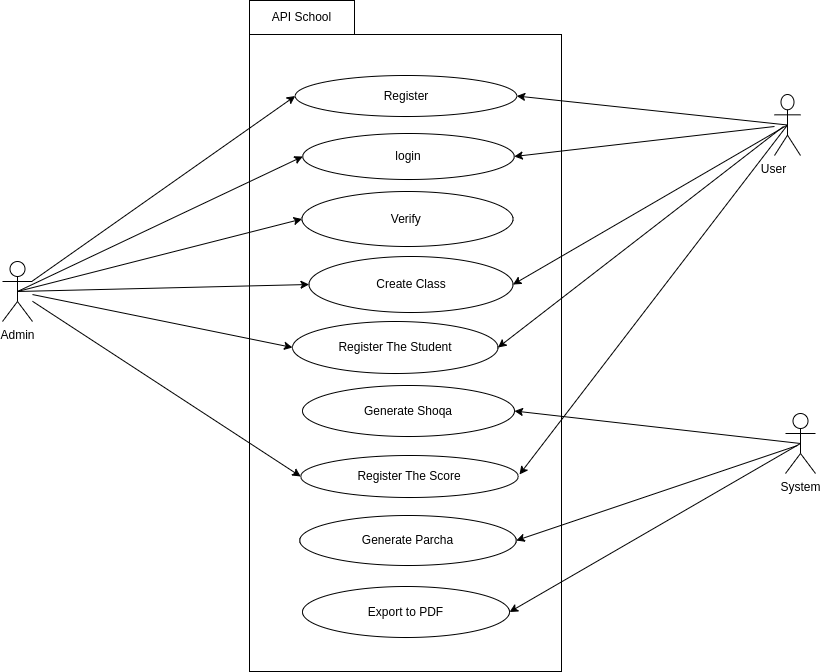 API School
Register
login
Verify
User
Create Class
Admin
Register The Student
Generate Shoqa
Register The Score
System
Generate Parcha
Export to PDF